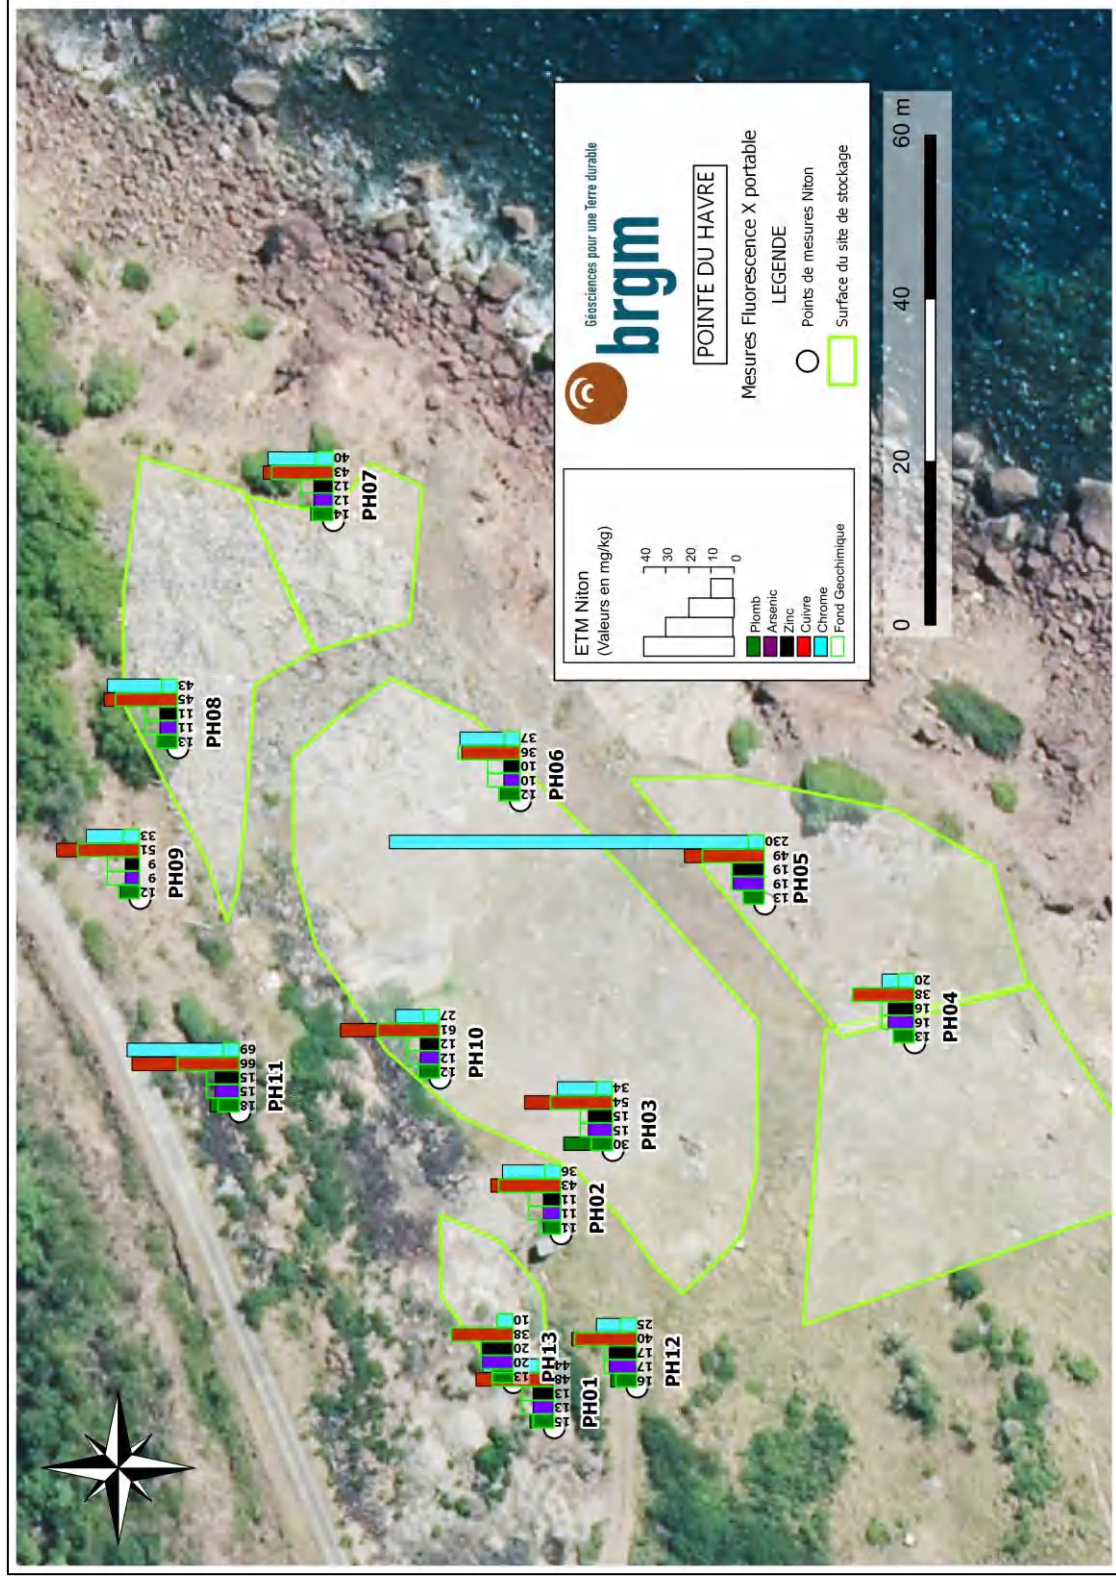 Géosciences pour une Terre durable
brgm
POINTE DU HAVRE
Mesures Fluorescence X portable
LEGENDE
Points de mesures Niton
Surface du site de stockage
ETM Niton
(Valeurs en mg/kg)
40
30
20
10
0
Plomb
Arsenic
Zinc
Cuivre
Chrome
Fond Geochimique
0 20 40 60 m
13 20 20 38 10
PH13
15 13 13 48 44
PH01
16 17 17 40 25
PH12
11 11 11 43 36
PH02
30 15 15 54 34
PH03
18 15 15 66 69
PH11
12 12 12 61 27
PH10
13 16 16 38 20
PH04
12 9 9 51 33
PH09
13 19 19 49 230
PH05
13 11 11 45 43
PH08
12 10 10 36 37
PH06
14 12 12 43 40
PH07